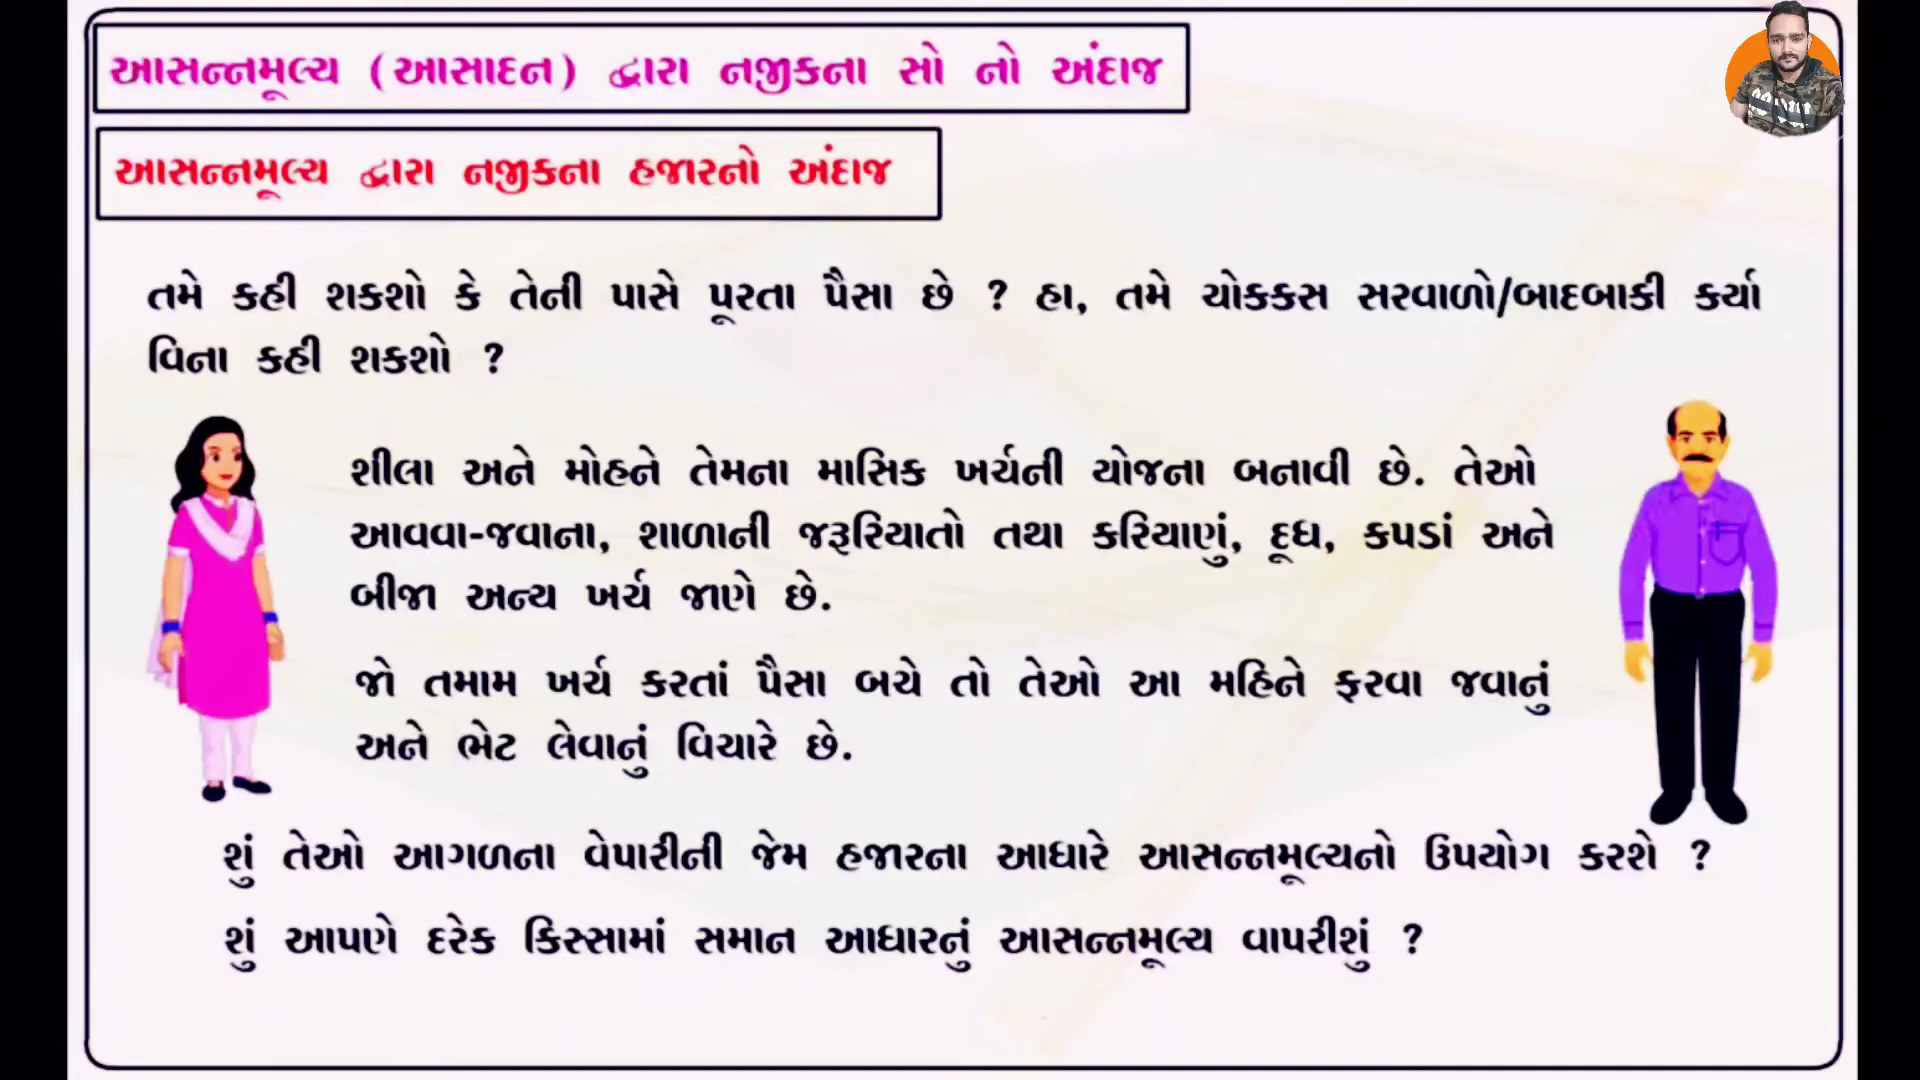 આસન્નમૂલ્ય (આસાદન) દ્વારા નજીકના સો નો અંદાજ
આસન્નમૂલ્ય દ્વારા નજીકના હજારનો અંદાજ
તમે કહી શકશો કે તેની પાસે પૂરતા પૈસા છે ? હા, તમે ચોકકસ સરવાળો/બાદબાકી કર્યા
વિના કહી શકશો ?
શીલા અને મોહને તેમના માસિક ખર્ચની યોજના બનાવી છે. તેઓ
આવવા-જવાના, શાળાની જરૂરિયાતો તથા કરિયાણું, દૂધ, કપડાં અને
બીજા અન્ય ખર્ચ જાણે છે.
જો તમામ ખર્ચ કરતાં પૈસા બચે તો તેઓ આ મહિને ફરવા જવાનું
અને ભેટ લેવાનું વિચારે છે.
શું તેઓ આગળના વેપારીની જેમ હજારના આધારે આસન્નમૂલ્યનો ઉપયોગ કરશે ?
શું આપણે દરેક કિસ્સામાં સમાન આધારનું આસન્નમૂલ્ય વાપરીશું ?